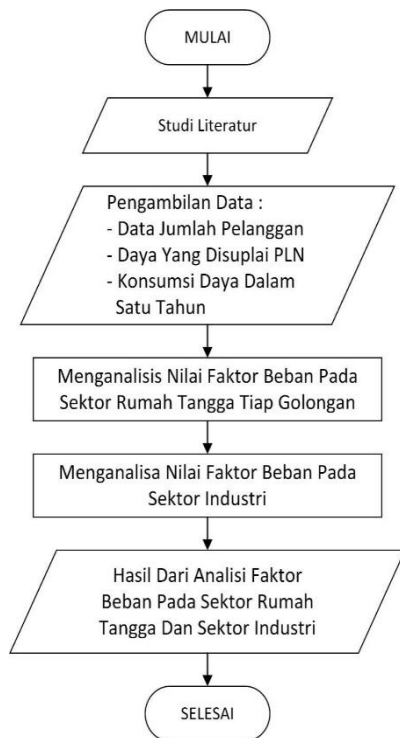 MULAI
Studi Literatur
Pengambilan Data :
- Data Jumlah Pelanggan
- Daya Yang Disuplai PLN
- Konsumsi Daya Dalam
Satu Tahun
Menganalisis Nilai Faktor Beban Pada
Sektor Rumah Tangga Tiap Golongan
Menganalisa Nilai Faktor Beban Pada
Sektor Industri
Hasil Dari Analisi Faktor
Beban Pada Sektor Rumah
Tangga Dan Sektor Industri
SELESAI